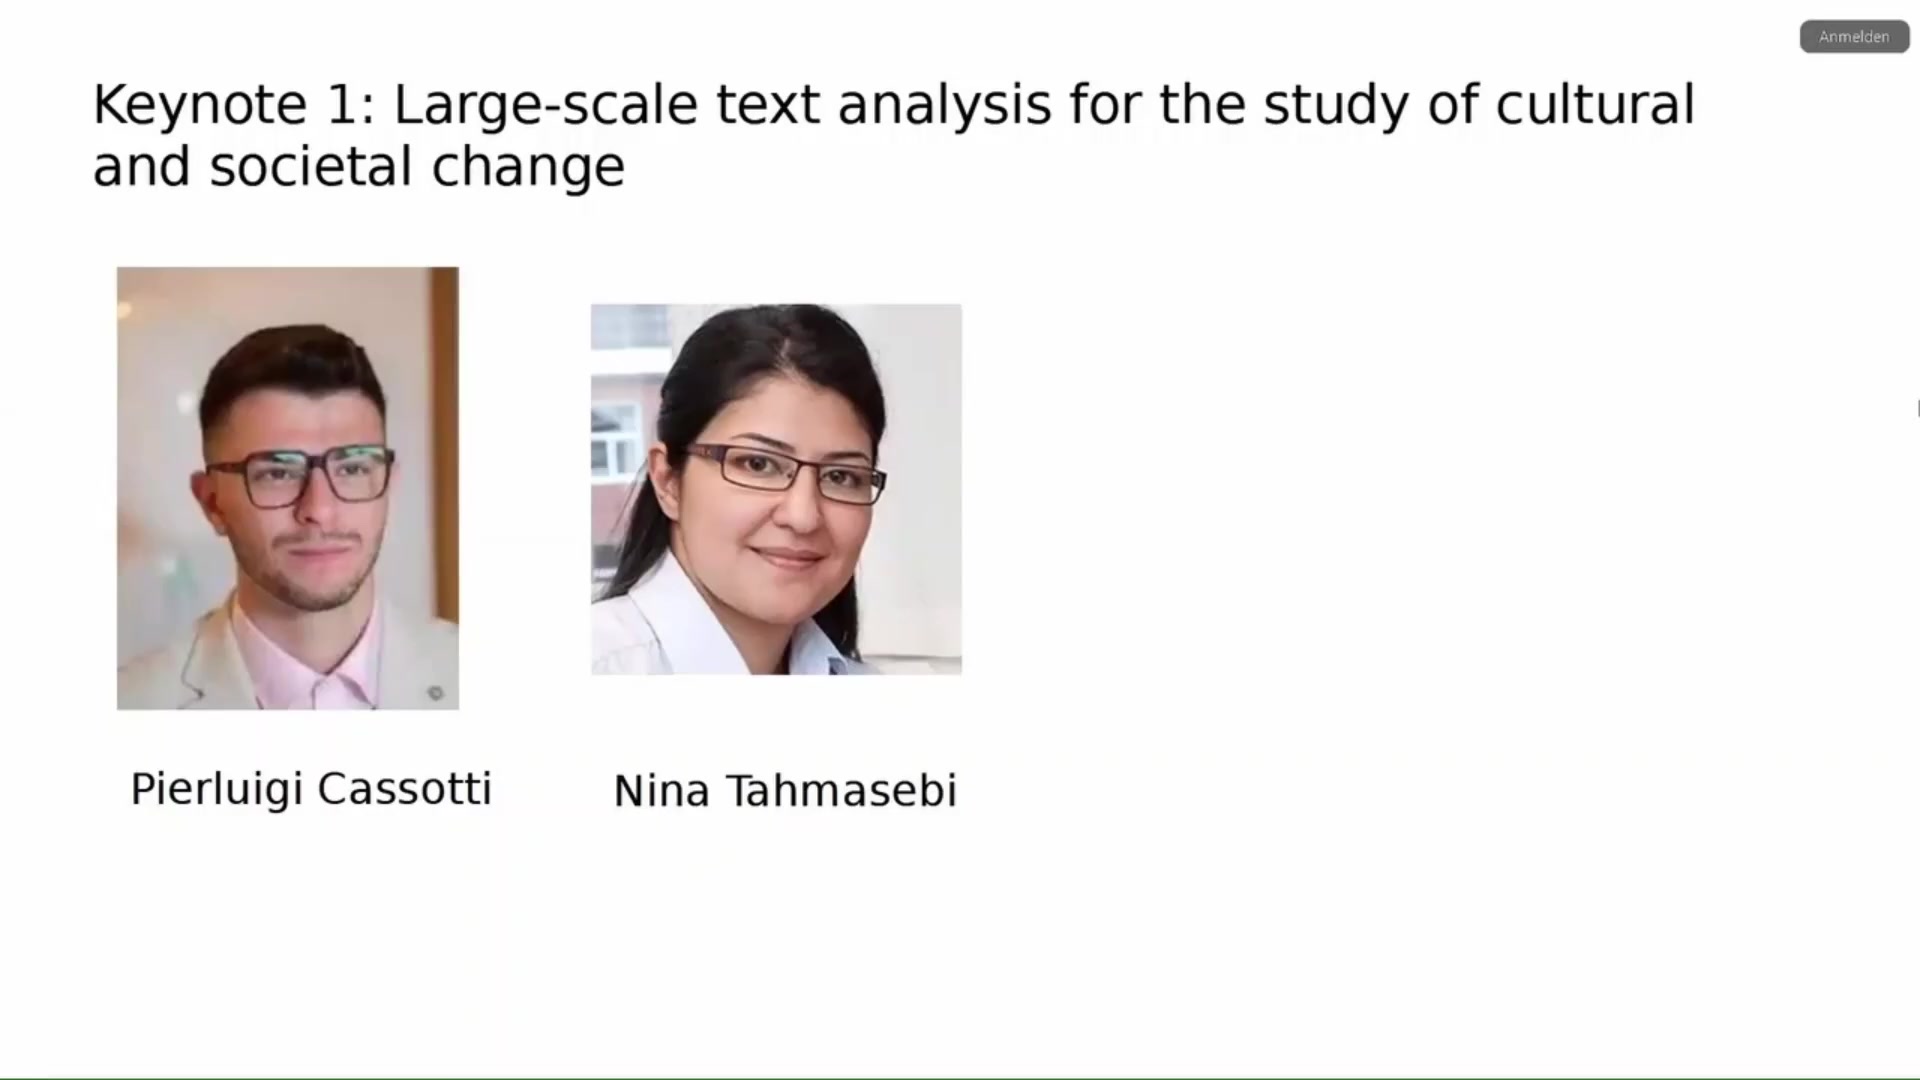 Anmelden
Keynote 1: Large-scale text analysis for the study of cultural
and societal change
Pierluigi Cassotti
Nina Tahmasebi